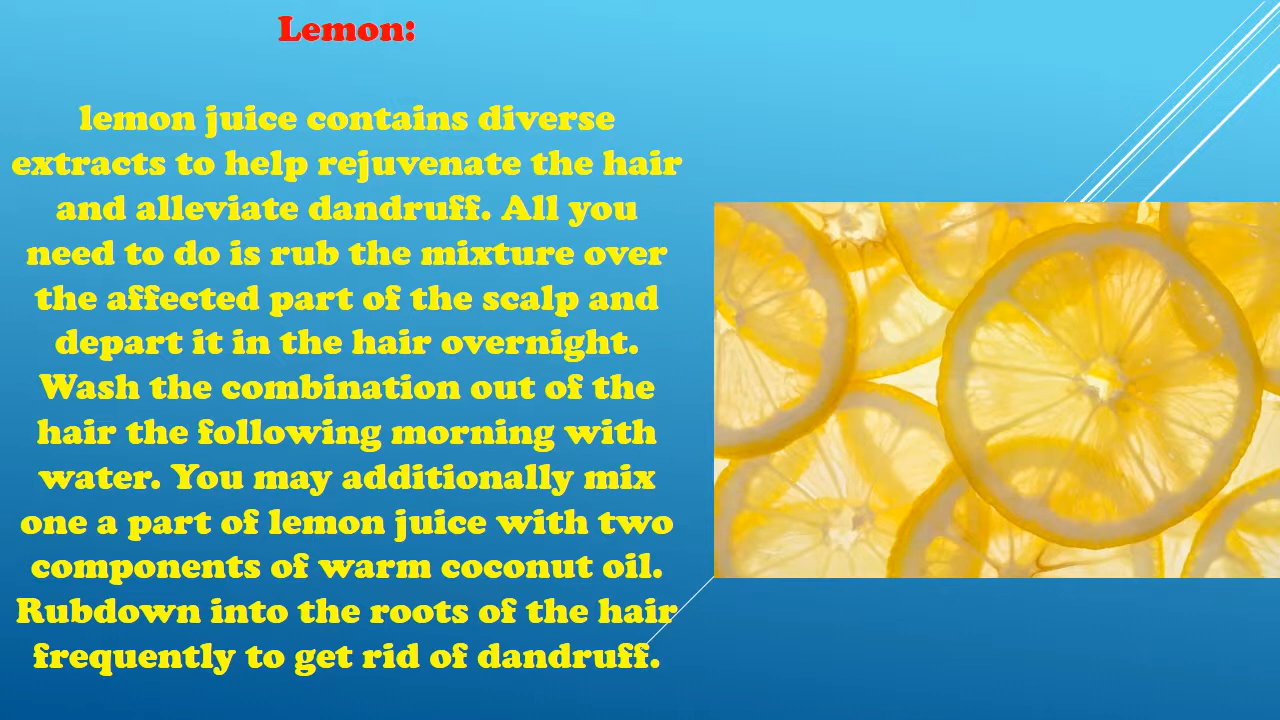 Lemon:
lemon juice contains diverse
extracts to help rejuvenate the hair
and alleviate dandruff. All you
need to do is rub the mixture over
the affected part of the scalp and
depart it in the hair overnight.
Wash the combination out of the
hair the following morning with
water. You may additionally mix
one a part of lemon juice with two
components of warm coconut oil.
Rubdown into the roots of the hair
frequently to get rid of dandruff.